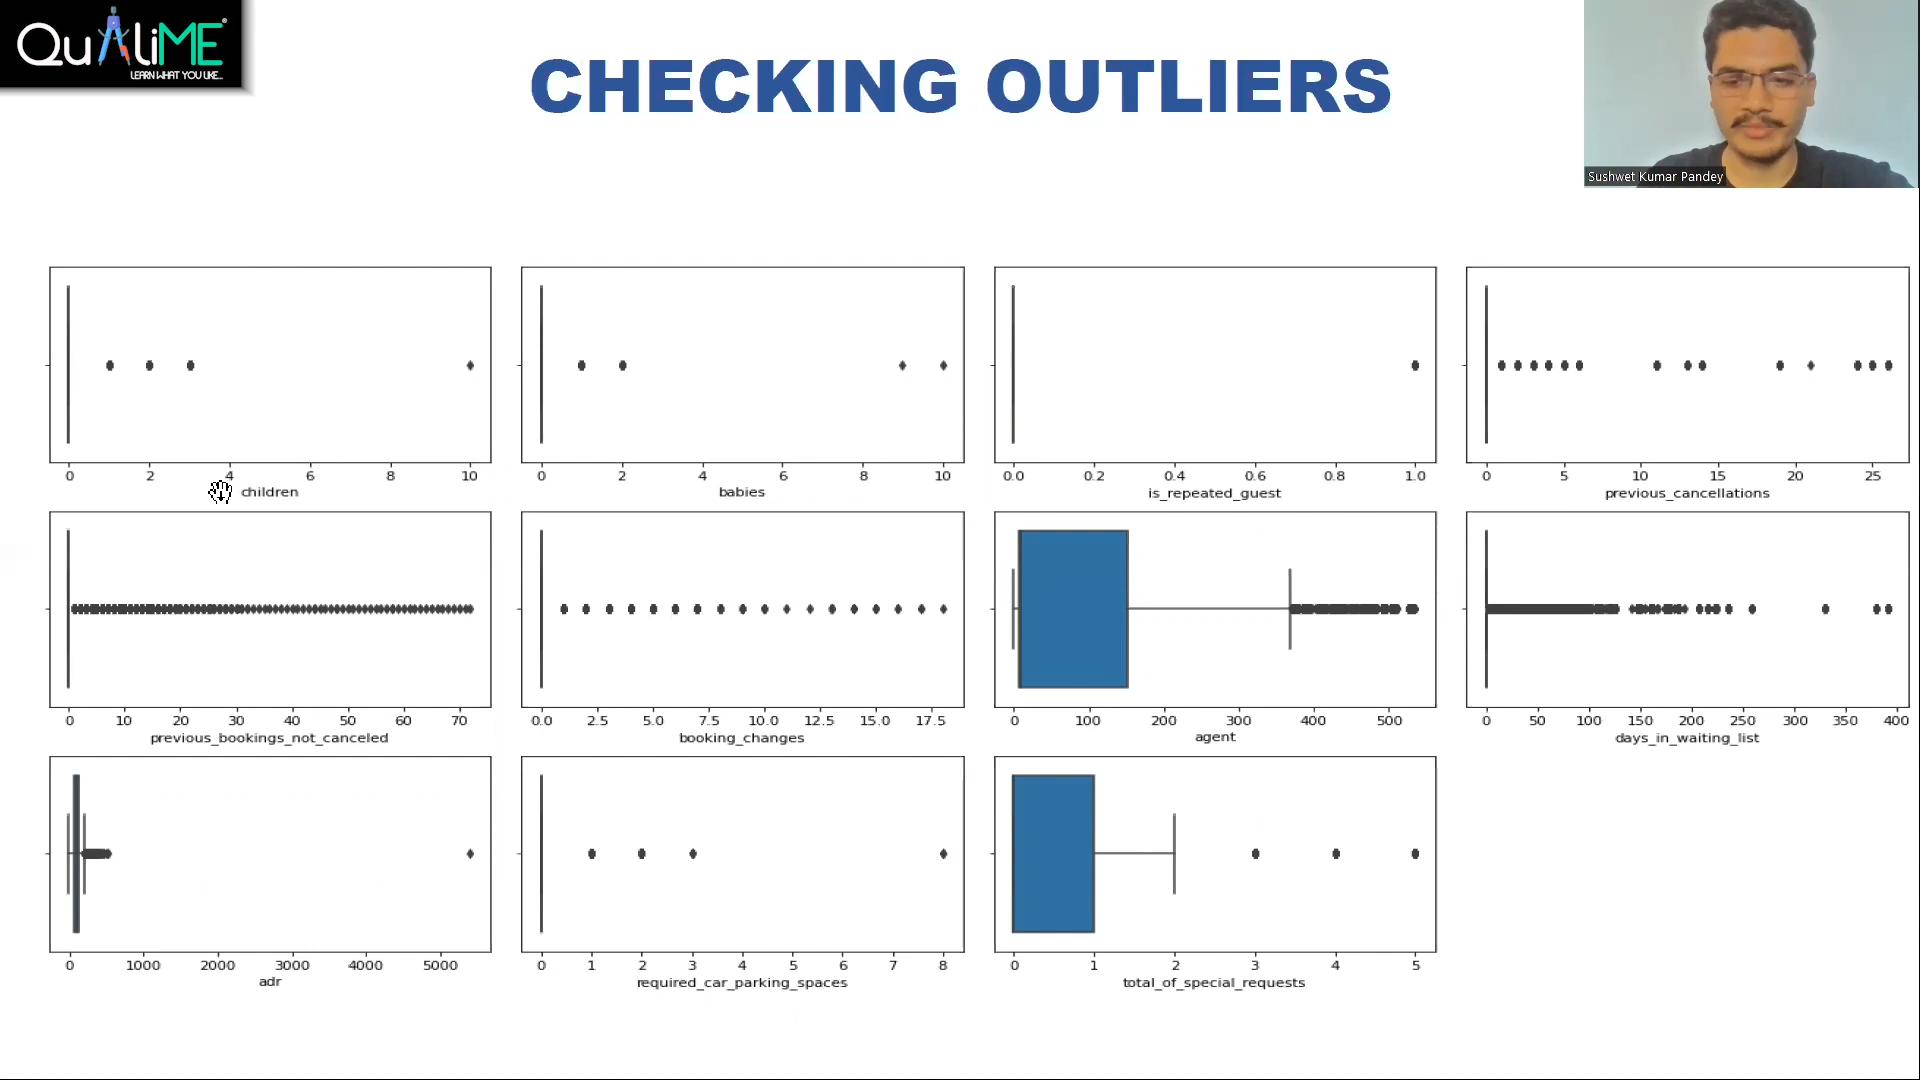 QuAliME
LEARN WHAT YOU LIKE...
CHECKING OUTLIERS
Sushwet Kumar Pandey
0 2 4 6 8 10
children
0 2 4 6 8 10
babies
0.0 0.2 0.4 0.6 0.8 1.0
is_repeated_guest
0 5 10 15 20 25
previous_cancellations
0 10 20 30 40 50 60 70
previous_bookings_not_canceled
0.0 2.5 5.0 7.5 10.0 12.5 15.0 17.5
booking_changes
0 100 200 300 400 500
agent
0 50 100 150 200 250 300 350 400
days_in_waiting_list
0 1000 2000 3000 4000 5000
adr
0 1 2 3 4 5 6 7 8
required_car_parking_spaces
0 1 2 3 4 5
total_of_special_requests